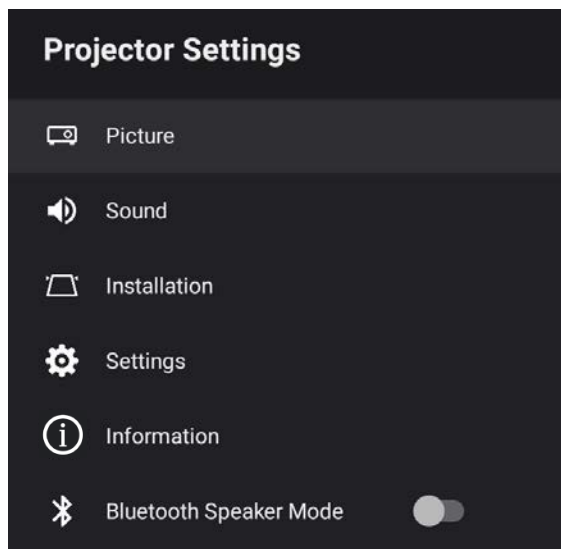 Projector Settings
Picture
Sound
Installation
Settings
Information
Bluetooth Speaker Mode